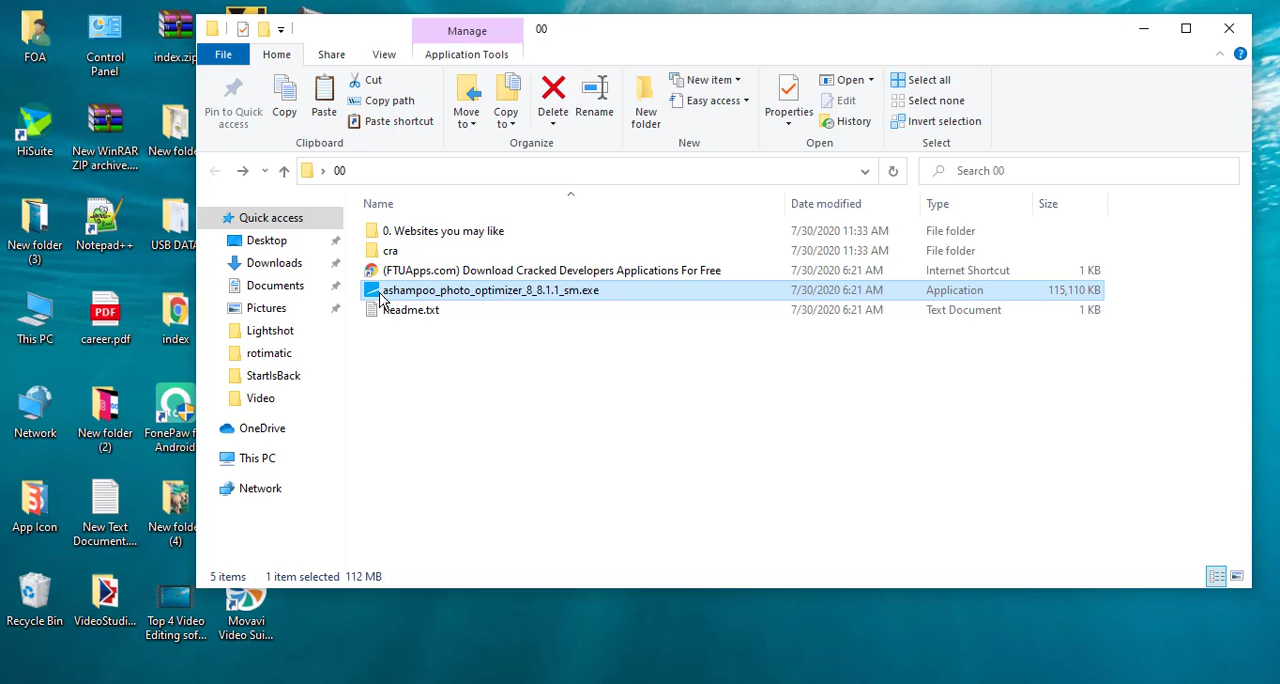 Manage
00
File
Home
Share
View
Application Tools
Pin to Quick
access
Copy
Paste
Cut
Copy path
Paste shortcut
Clipboard
Move
to
Copy
to
Delete
Rename
Organize
New
folder
New item
Easy access
New
Properties
Open
Edit
History
Open
Select all
Select none
Invert selection
Select
00
Search 00
Name
Date modified
Type
Size
0. Websites you may like
7/30/2020 11:33 AM
File folder
cra
7/30/2020 11:33 AM
File folder
(FTUApps.com) Download Cracked Developers Applications For Free
7/30/2020 6:21 AM
Internet Shortcut
1 KB
ashampoo_photo_optimizer_8_8.1.1_sm.exe
7/30/2020 6:21 AM
Application
115,110 KB
Readme.txt
7/30/2020 6:21 AM
Text Document
1 KB
Quick access
Desktop
Downloads
Documents
Pictures
Lightshot
rotimatic
StartIsBack
Video
OneDrive
This PC
Network
5 items
1 item selected
112 MB
FOA
Control
Panel
index.zip
HiSuite
New WinRAR
ZIP archive....
New folde
New folder
(3)
Notepad++
USB DATA
This PC
PDF
career.pdf
index
Network
New folder
(2)
FonePaw f
Android
App Icon
New Text
Document....
New folde
(4)
Recycle Bin
VideoStudi...
Top 4 Video
Editing sof...
Movavi
Video Sui...